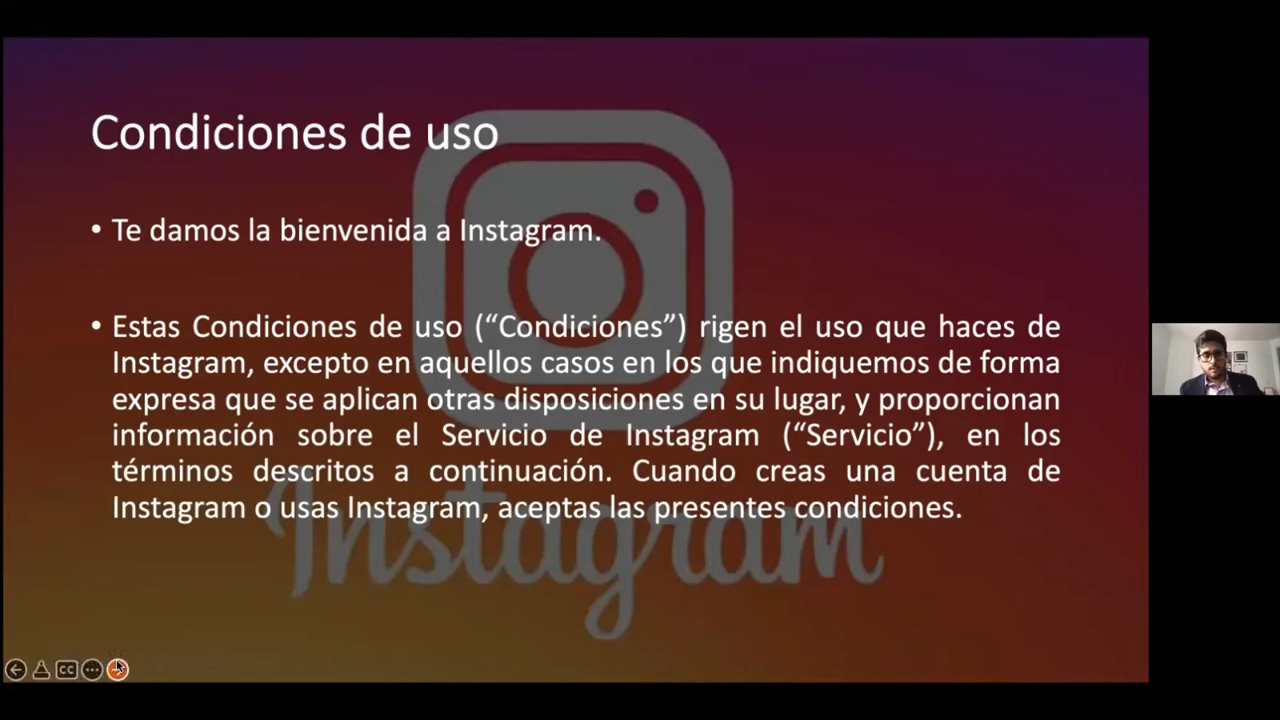 Condiciones de uso
• Te damos la bienvenida a Instagram.
• Estas Condiciones de uso (“Condiciones”) rigen el uso que haces de
Instagram, excepto en aquellos casos en los que indiquemos de forma
expresa que se aplican otras disposiciones en su lugar, y proporcionan
información sobre el Servicio de Instagram (“Servicio”), en los
términos descritos a continuación. Cuando creas una cuenta de
Instagram o usas Instagram, aceptas las presentes condiciones.
Instagram
CC